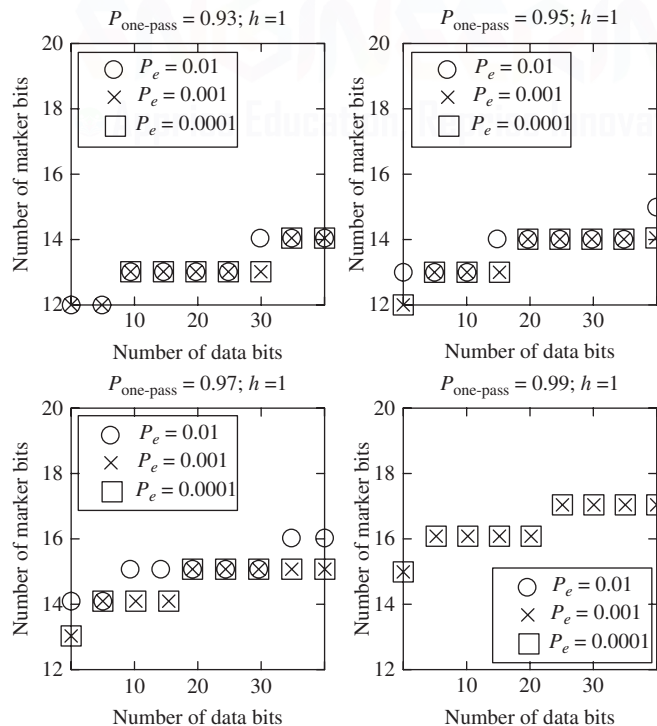 P_one-pass = 0.93; h =1
20
18
16
14
12
Number of marker bits
P_e = 0.01
P_e = 0.001
P_e = 0.0001
10 20 30
Number of data bits
P_one-pass = 0.95; h =1
20
18
16
14
12
Number of marker bits
P_e = 0.01
P_e = 0.001
P_e = 0.0001
10 20 30
Number of data bits
P_one-pass = 0.97; h =1
20
18
16
14
12
Number of marker bits
P_e = 0.01
P_e = 0.001
P_e = 0.0001
10 20 30
Number of data bits
P_one-pass = 0.99; h =1
20
18
16
14
12
Number of marker bits
P_e = 0.01
P_e = 0.001
P_e = 0.0001
10 20 30
Number of data bits